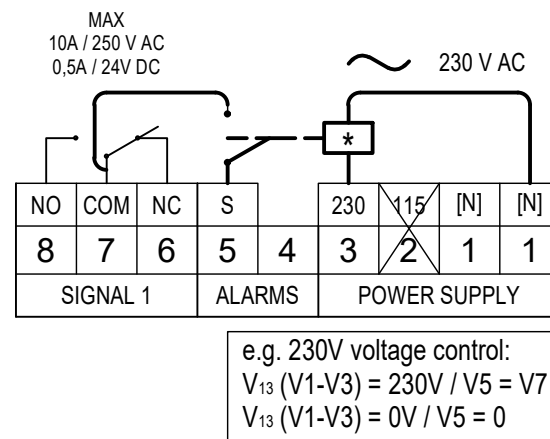 MAX
10A / 250 V AC
0,5A / 24V DC
230 V AC
*
NO COM NC S 230 115 [N] [N]
8 7 6 5 4 3 2 1 1
SIGNAL 1 ALARMS POWER SUPPLY
e.g. 230V voltage control:
V₁₃ (V1-V3) = 230V / V5 = V7
V₁₃ (V1-V3) = 0V / V5 = 0